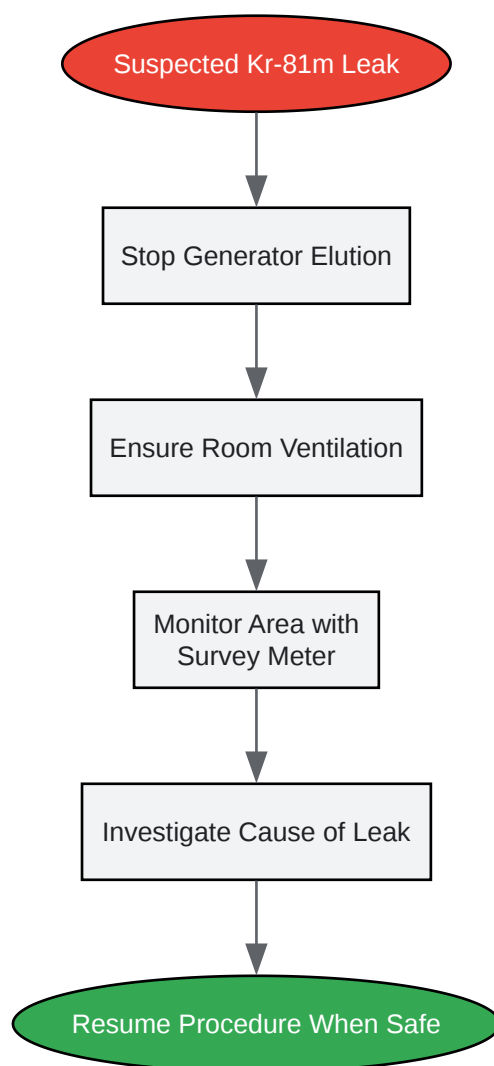 Suspected Kr-81m Leak
Stop Generator Elution
Ensure Room Ventilation
Monitor Area with
Survey Meter
Investigate Cause of Leak
Resume Procedure When Safe